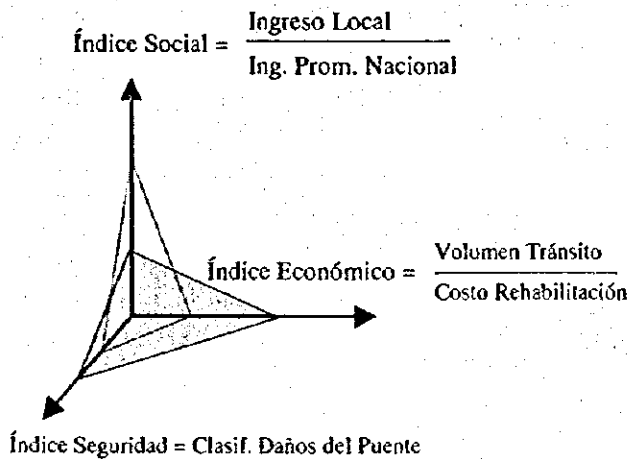 Índice Social = Ingreso Local
Ing. Prom. Nacional
Índice Económico = Volumen Tránsito
Costo Rehabilitación
Índice Seguridad = Clasif. Daños del Puente